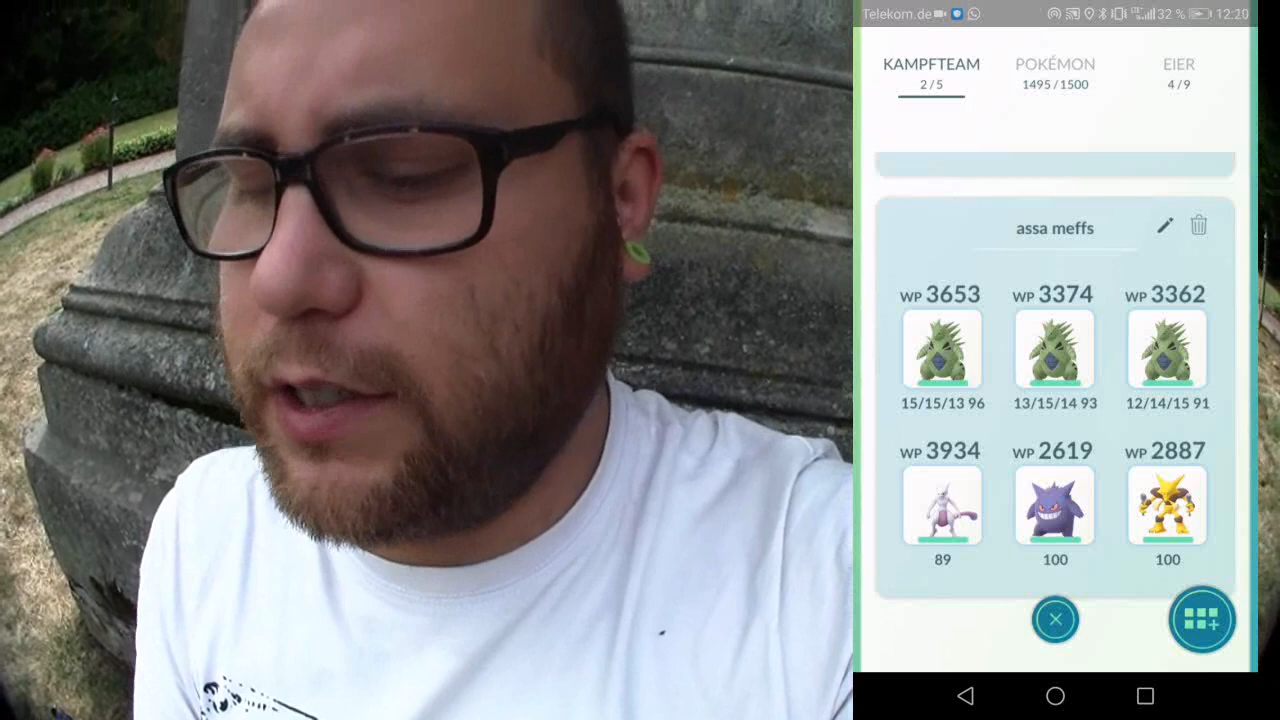 Telekom.de 32 % 12:20
KAMPFTEAM POKÉMON EIER
2/5 1495/1500 4/9
assa meffs
WP 3653 WP 3374 WP 3362
15/15/13 96 13/15/14 93 12/14/15 91
WP 3934 WP 2619 WP 2887
89 100 100